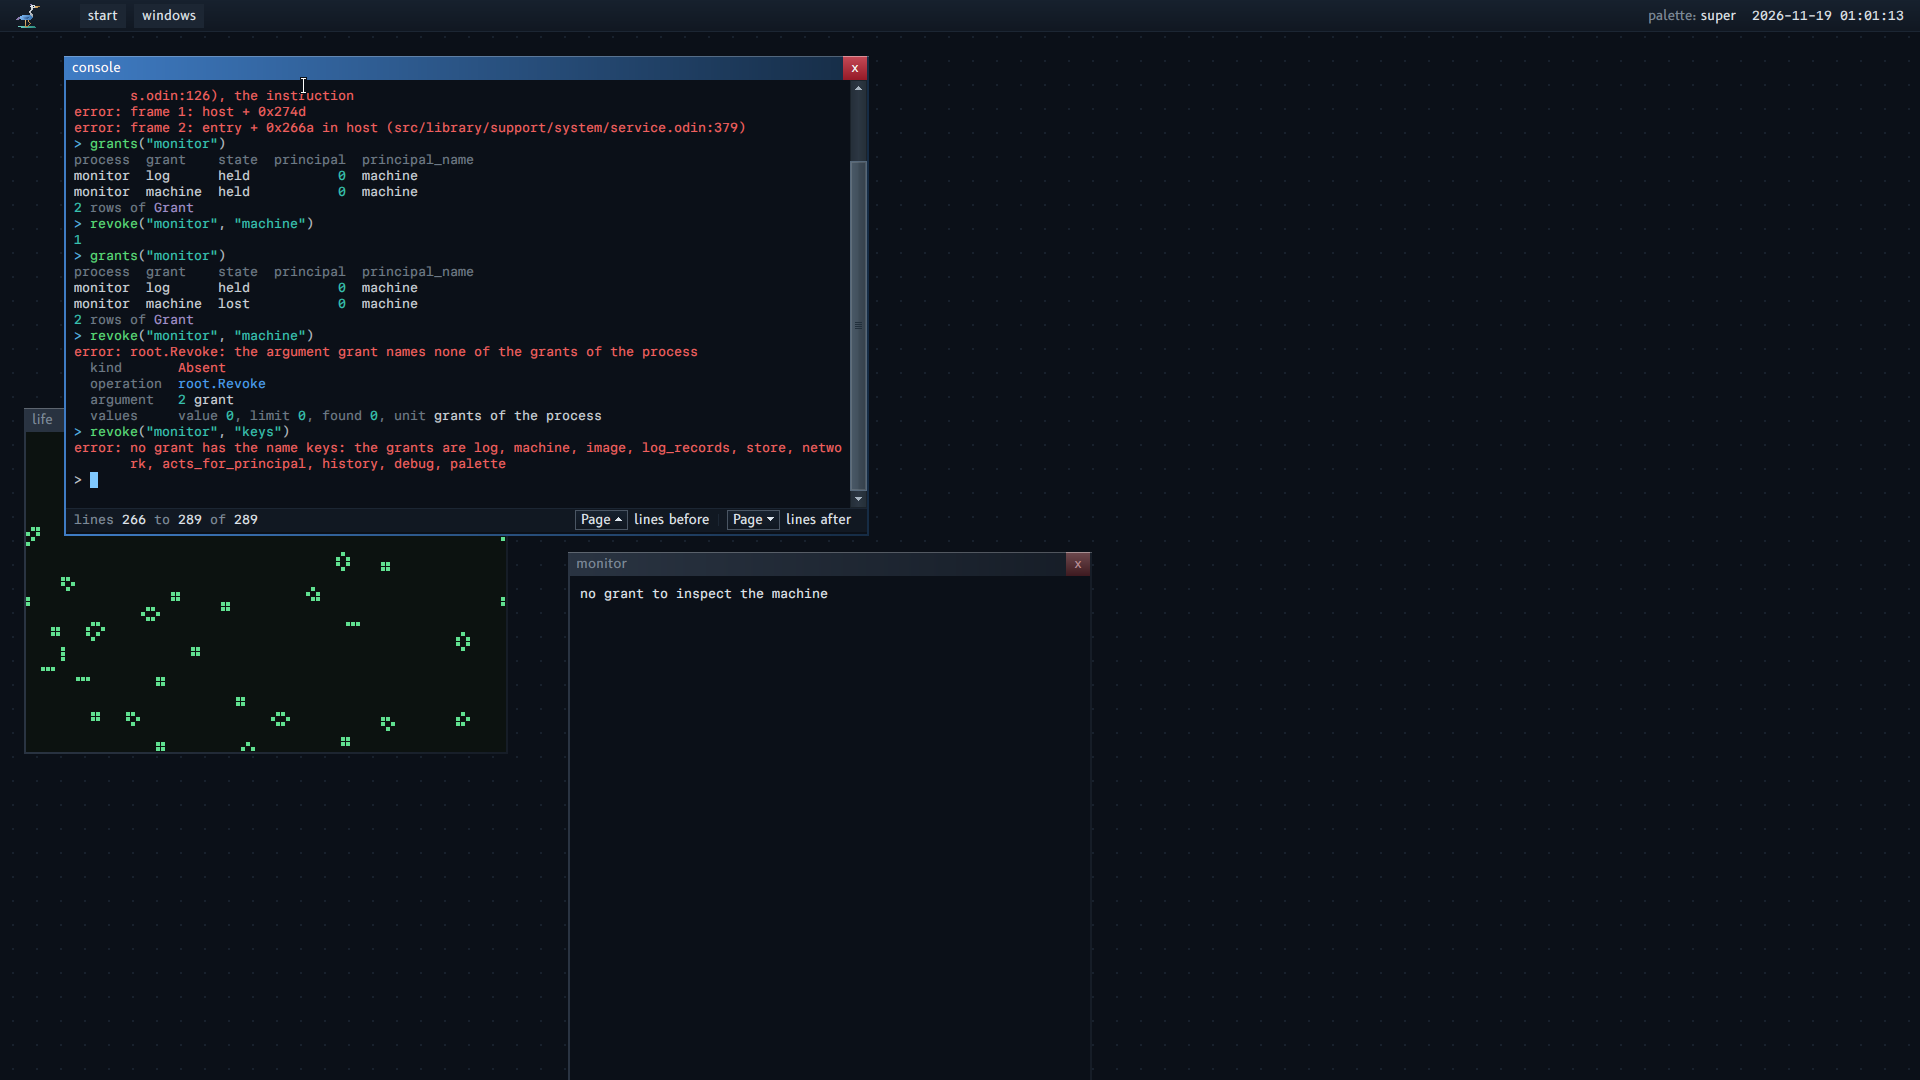 start windows palette: super 2026-11-19 01:01:13
console x
s.odin:126), the instruction
error: frame 1: host + 0x274d
error: frame 2: entry + 0x266a in host (src/library/support/system/service.odin:379)
> grants("monitor")
process grant state principal principal_name
monitor log held 0 machine
monitor machine held 0 machine
2 rows of Grant
> revoke("monitor", "machine")
1
> grants("monitor")
process grant state principal principal_name
monitor log held 0 machine
monitor machine lost 0 machine
2 rows of Grant
> revoke("monitor", "machine")
error: root.Revoke: the argument grant names none of the grants of the process
kind Absent
operation root.Revoke
argument 2 grant
values value 0, limit 0, found 0, unit grants of the process
> revoke("monitor", "keys")
error: no grant has the name keys: the grants are log, machine, image, log_records, store, netwo
rk, acts_for_principal, history, debug, palette
>
lines 266 to 289 of 289 Page lines before Page lines after
life
monitor x
no grant to inspect the machine